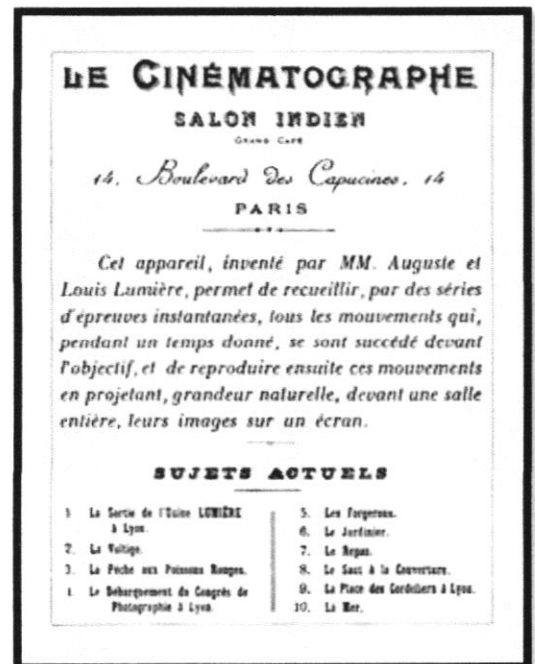 LE CINÉMATOGRAPHE
SALON INDIEN
GRAND CAFÉ
14, Boulevard des Capucines, 14
PARIS
Cet appareil, inventé par MM. Auguste et
Louis Lumière, permet de recueillir, par des séries
d'épreuves instantanées, tous les mouvements qui,
pendant un temps donné, se sont succédé devant
l'objectif, et de reproduire ensuite ces mouvements
en projetant, grandeur naturelle, devant une salle
entière, leurs images sur un écran.
SUJETS ACTUELS
1. La Sortie de l'Usine LUMIÈRE
à Lyon.
2. La Voltige.
3. La Pêche aux Poissons Rouges.
4. Le Débarquement du Congrès de
Photographie à Lyon.
5. Les Forgerons.
6. Le Jardinier.
7. Le Repas.
8. Le Saut à la Couverture.
9. La Place des Cordeliers à Lyon.
10. La Mer.